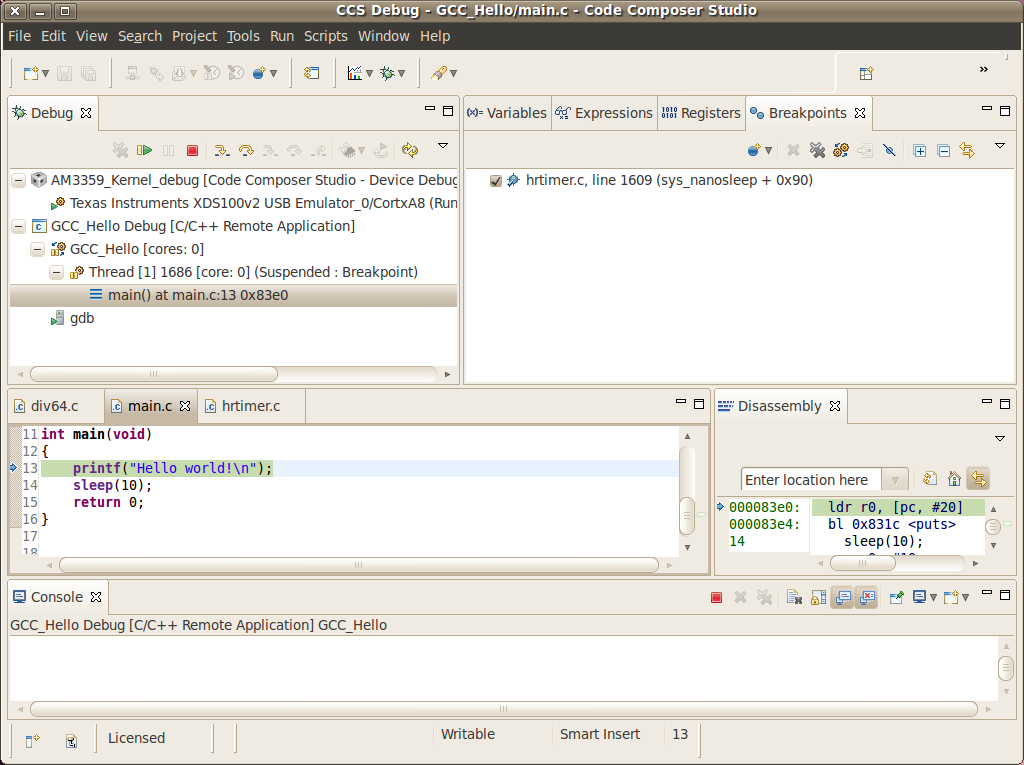 CCS Debug - GCC_Hello/main.c - Code Composer Studio
File Edit View Search Project Tools Run Scripts Window Help
Debug
AM3359_Kernel_debug [Code Composer Studio - Device Debug
Texas Instruments XDS100v2 USB Emulator_0/CortxA8 (Run
GCC_Hello Debug [C/C++ Remote Application]
GCC_Hello [cores: 0]
Thread [1] 1686 [core: 0] (Suspended : Breakpoint)
main() at main.c:13 0x83e0
gdb
(x)= Variables Expressions 1010 0101 Registers Breakpoints
hrtimer.c, line 1609 (sys_nanosleep + 0x90)
div64.c main.c hrtimer.c
11 int main(void)
12 {
13 printf("Hello world!\n");
14 sleep(10);
15 return 0;
16 }
17
18
Disassembly
Enter location here
000083e0: ldr r0, [pc, #20]
000083e4: bl 0x831c <puts>
14 sleep(10);
Console
GCC_Hello Debug [C/C++ Remote Application] GCC_Hello
Licensed Writable Smart Insert 13